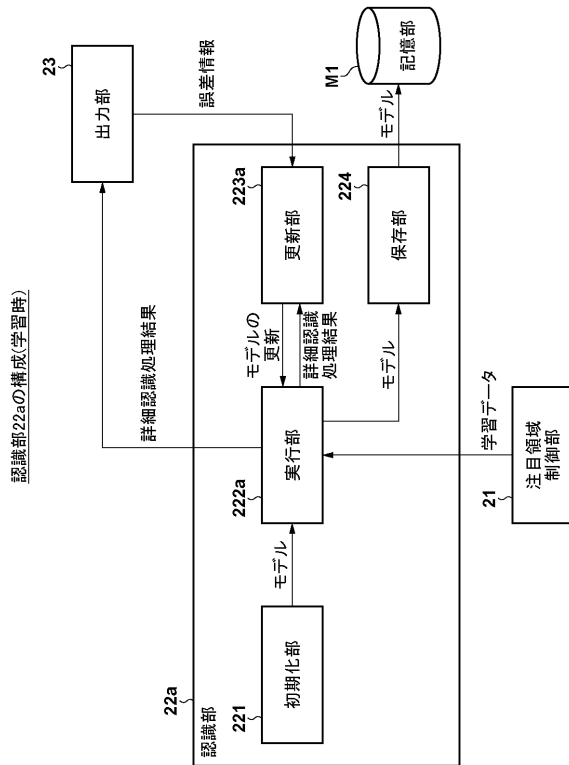 認識部22aの構成(学習時)
22a
認識部
221
初期化部
モデル
222a
実行部
モデルの
更新
詳細認識
処理結果
223a
更新部
詳細認識処理結果
23
出力部
誤差情報
モデル
224
保存部
モデル
M1
記憶部
学習データ
21
注目領域
制御部